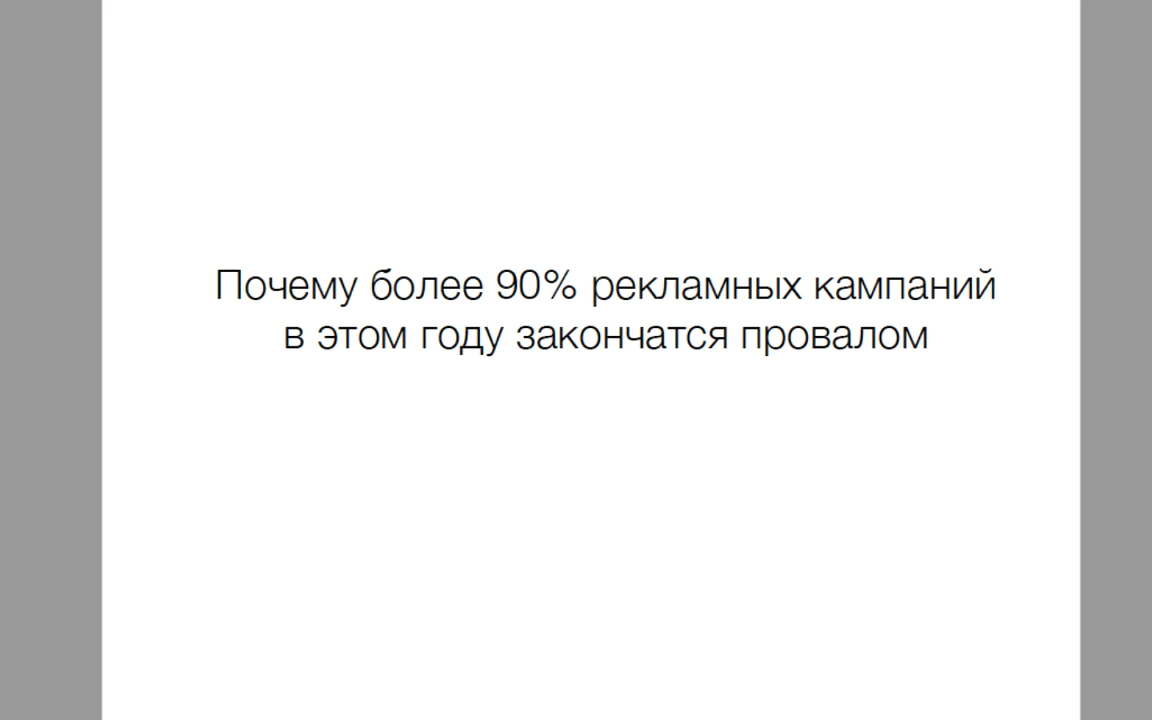 Почему более 90% рекламных кампаний
в этом году закончатся провалом